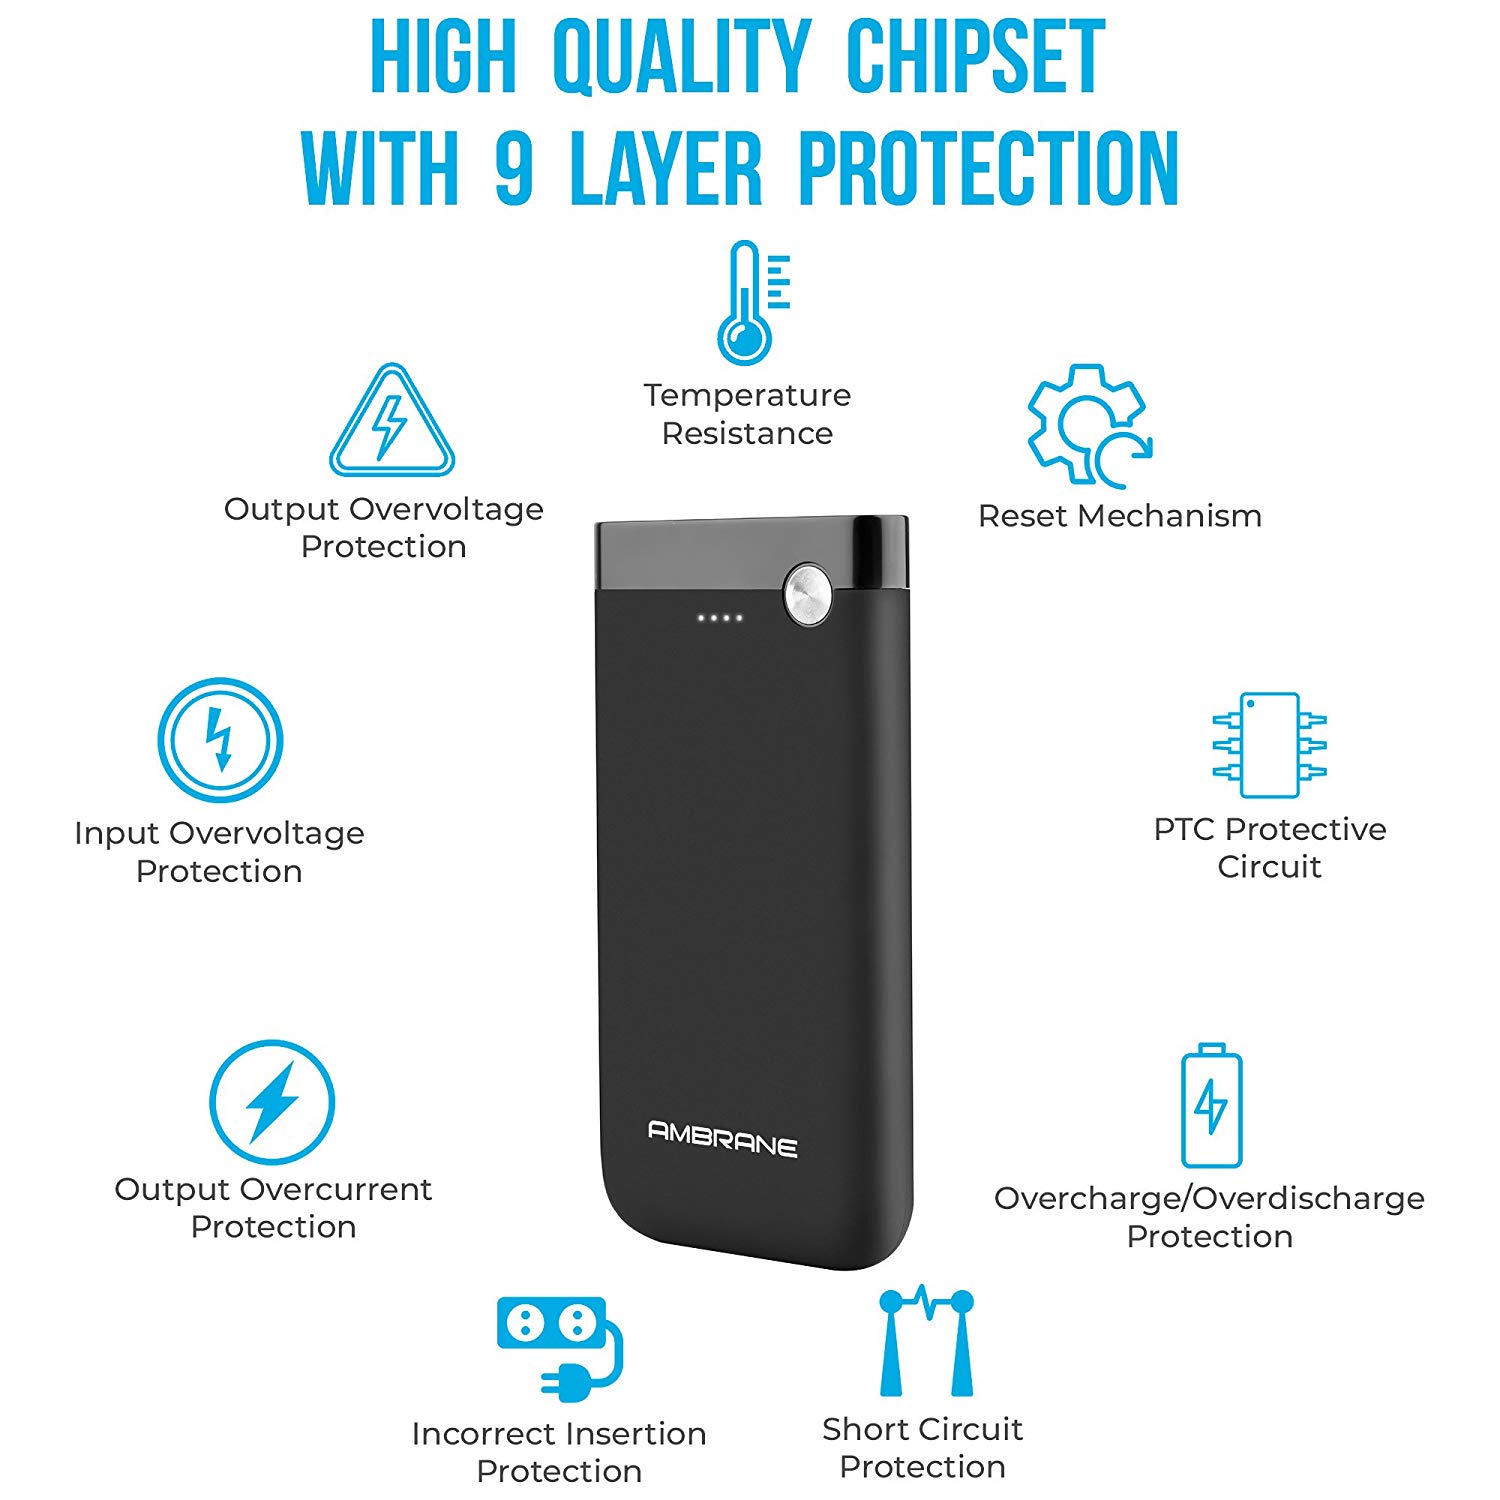 HIGH QUALITY CHIPSET
WITH 9 LAYER PROTECTION
Temperature
Resistance
Output Overvoltage
Protection
Reset Mechanism
Input Overvoltage
Protection
PTC Protective
Circuit
AMBRANE
Output Overcurrent
Protection
Overcharge/Overdischarge
Protection
Incorrect Insertion
Protection
Short Circuit
Protection